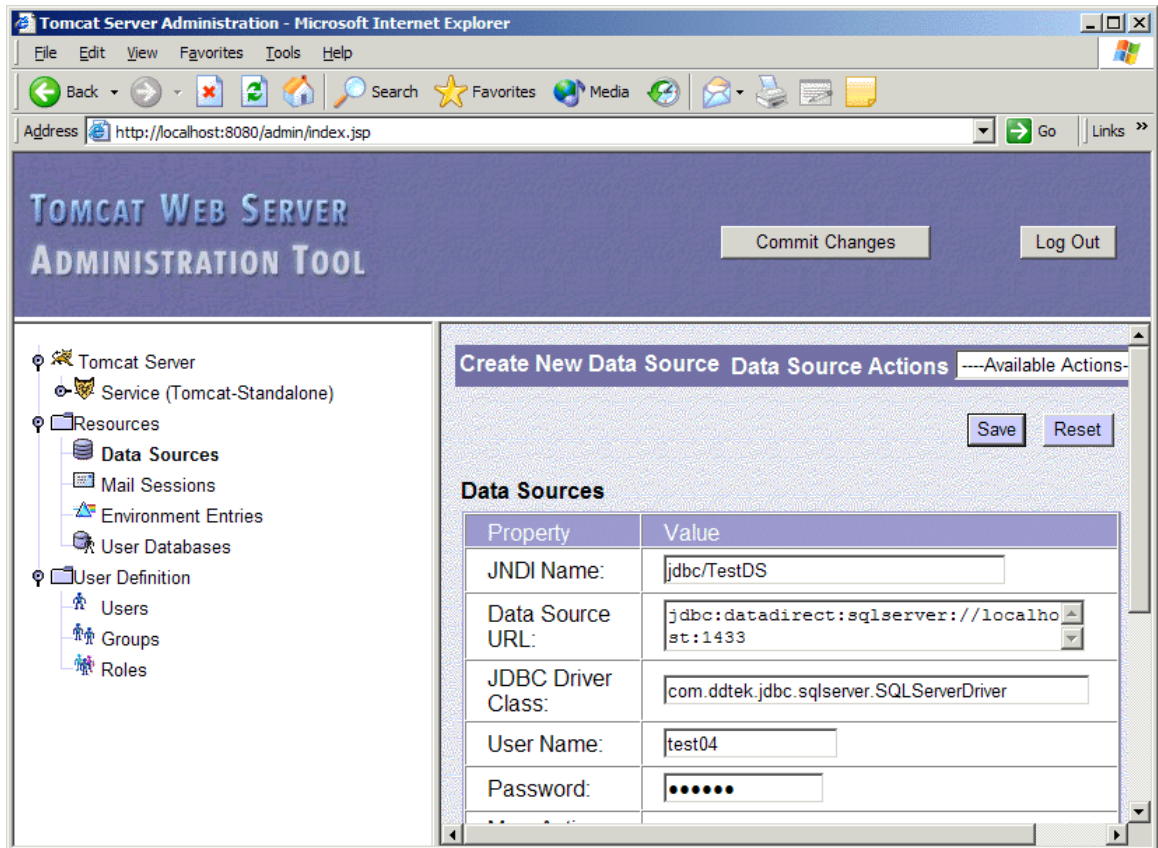 Tomcat Server Administration - Microsoft Internet Explorer
File Edit View Favorites Tools Help
Back Search Favorites Media
Address http://localhost:8080/admin/index.jsp Go Links »
TOMCAT WEB SERVER
ADMINISTRATION TOOL
Commit Changes Log Out
Tomcat Server
Service (Tomcat-Standalone)
Resources
Data Sources
Mail Sessions
Environment Entries
User Databases
User Definition
Users
Groups
Roles
Create New Data Source Data Source Actions ----Available Actions-
Save Reset
Data Sources
Property Value
JNDI Name: jdbc/TestDS
Data Source
URL:
jdbc:datadirect:sqlserver://localho
st:1433
JDBC Driver
Class:
com.ddtek.jdbc.sqlserver.SQLServerDriver
User Name: test04
Password: ••••••